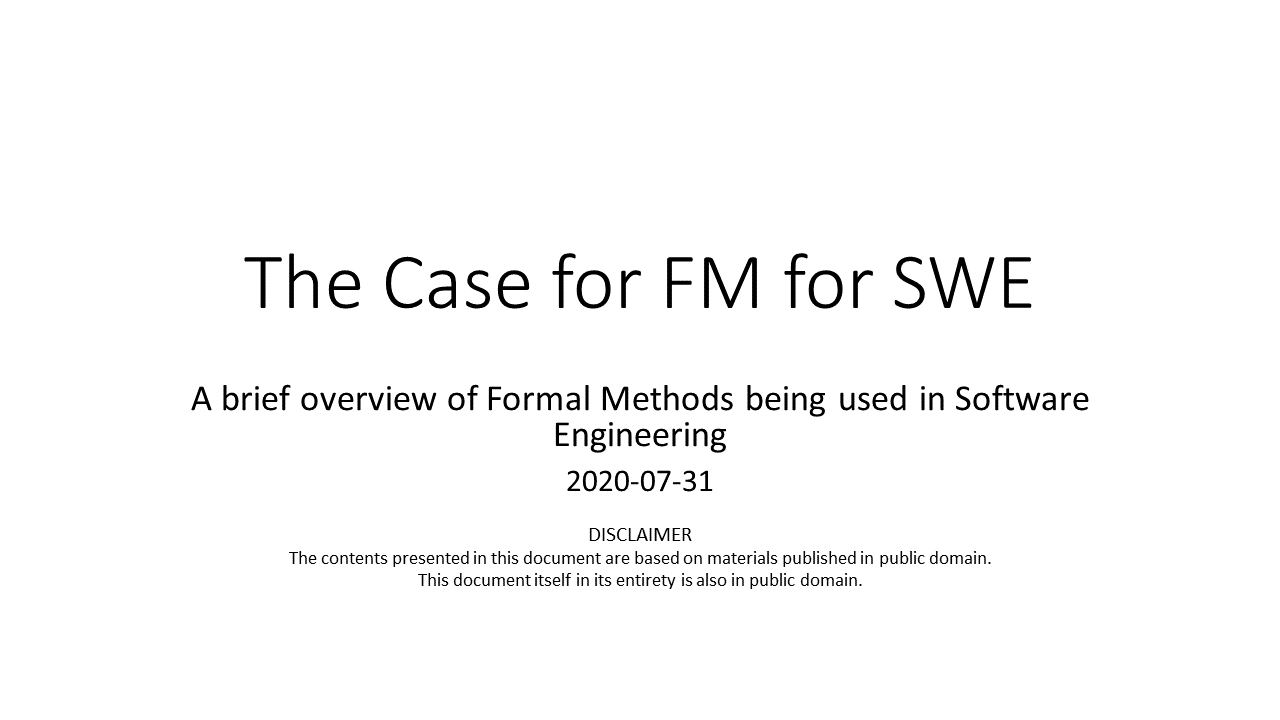 The Case for FM for SWE
A brief overview of Formal Methods being used in Software
Engineering
2020-07-31
DISCLAIMER
The contents presented in this document are based on materials published in public domain.
This document itself in its entirety is also in public domain.